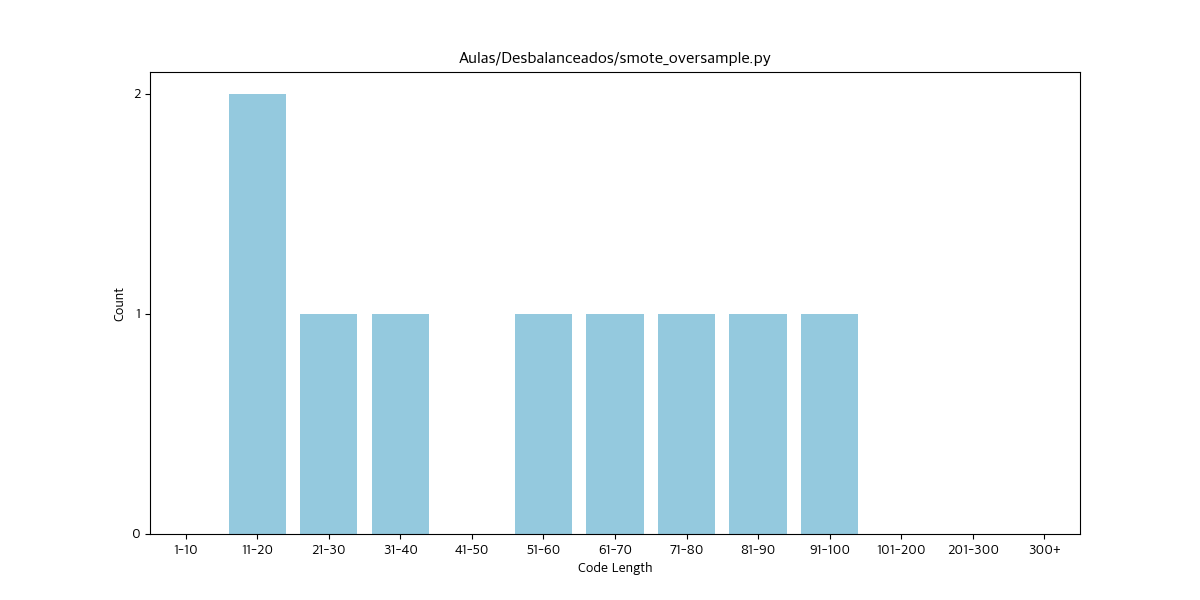 Aulas/Desbalanceados/smote_oversample.py
Count
2
1
0
1-10 11-20 21-30 31-40 41-50 51-60 61-70 71-80 81-90 91-100 101-200 201-300 300+
Code Length